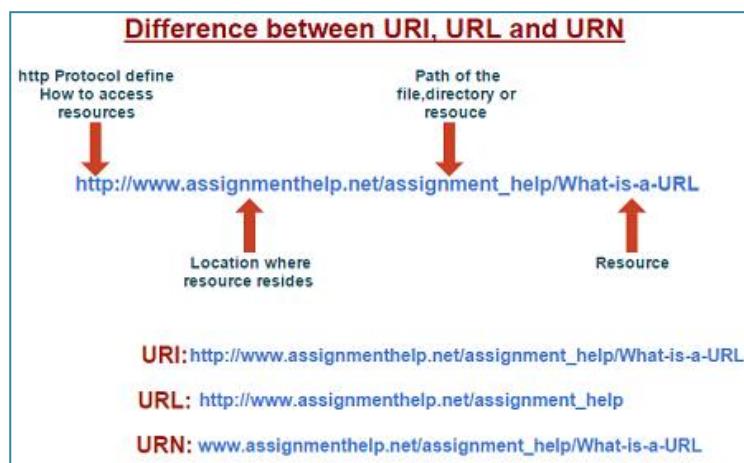 Difference between URI, URL and URN
http Protocol define
How to access
resources
Path of the
file,directory or
resouce
http://www.assignmenthelp.net/assignment_help/What-is-a-URL
Location where
resource resides
Resource
URI: http://www.assignmenthelp.net/assignment_help/What-is-a-URL
URL: http://www.assignmenthelp.net/assignment_help
URN: www.assignmenthelp.net/assignment_help/What-is-a-URL